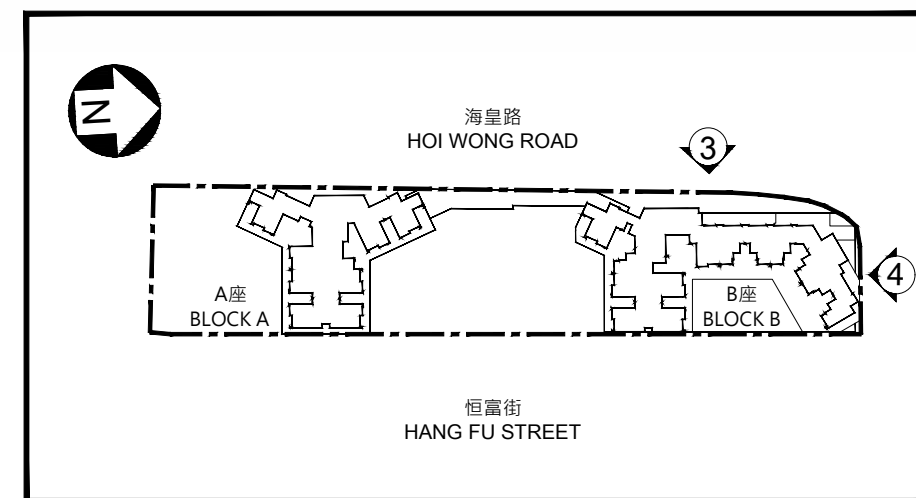 N
海皇路
HOI WONG ROAD
3
4
A座
BLOCK A
B座
BLOCK B
恒富街
HANG FU STREET